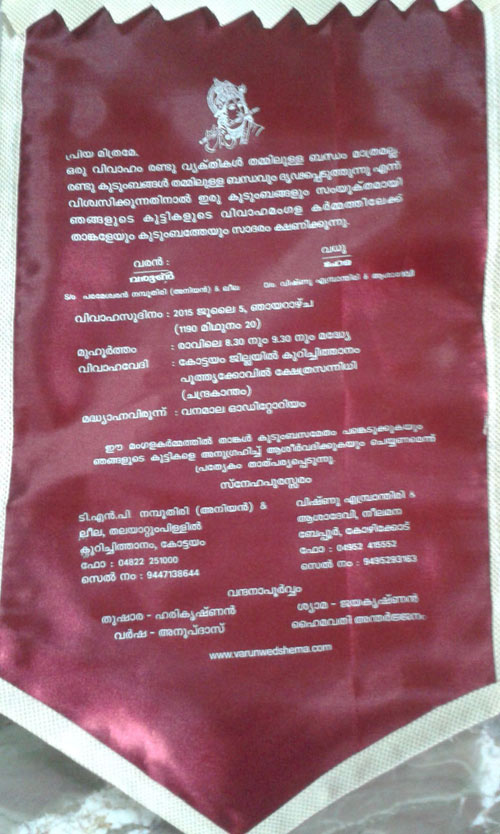 പ്രിയ മിത്രമേ,
ഒരു വിവാഹം രണ്ടു വ്യക്തികൾ തമ്മിലുള്ള ബന്ധം മാത്രമല്ല
രണ്ടു കുടുംബങ്ങൾ തമ്മിലുള്ള ബന്ധവും ദൃഢപ്പെടുത്തുന്നു എന്ന്
വിശ്വസിക്കുന്നതിനാൽ ഇരു കുടുംബങ്ങളും സംയുക്തമായി
ഞങ്ങളുടെ കുട്ടികളുടെ വിവാഹമംഗള കർമ്മത്തിലേക്ക്
താങ്കളേയും കുടുംബത്തേയും സാദരം ക്ഷണിക്കുന്നു.
വരൻ :
വധു
ഹേമ
S/o പരമേശ്വരൻ നമ്പൂതിരി (അനിയൻ) & ലീല
D/o. വിഷ്ണു എമ്പ്രാന്തിരി & ആശാദേവി
വിവാഹസുദിനം : 2015 ജൂലൈ 5, ഞായറാഴ്ച
(1190 മിഥുനം 20)
മുഹൂർത്തം : രാവിലെ 8.30 നും 9.30 നും മദ്ധ്യേ
വിവാഹവേദി : കോട്ടയം ജില്ലയിൽ കുറിച്ചിത്താനം
പൂത്തൃക്കോവിൽ ക്ഷേത്രസന്നിധി
(ചന്ദ്രകാന്തം)
മദ്ധ്യാഹ്നവിരുന്ന് : വനമാല ഓഡിറ്റോറിയം
ഈ മംഗളകർമ്മത്തിൽ താങ്കൾ കുടുംബസമേതം പങ്കെടുക്കുകയും
ഞങ്ങളുടെ കുട്ടികളെ അനുഗ്രഹിച്ച് ആശീർവദിക്കുകയും ചെയ്യണമെന്ന്
പ്രത്യേകം താത്പര്യപ്പെടുന്നു.
സ്നേഹപുരസ്സരം
ടി.എൻ.പി. നമ്പൂതിരി (അനിയൻ) &
ലീല, തലയാറ്റുംപിള്ളിൽ
കുറിച്ചിത്താനം, കോട്ടയം
ഫോ : 04822 251000
സെൽ നം : 9447138644
വിഷ്ണു എമ്പ്രാന്തിരി &
ആശാദേവി, നീലമന
ബേപ്പൂർ, കോഴിക്കോട്
ഫോ : 04952 415552
സെൽ നം : 9495293163
വന്ദനാപൂർവ്വം
തുഷാര - ഹരികൃഷ്ണൻ
വർഷ - അനൂപ്ദാസ്
ശ്യാമ - ജയകൃഷ്ണൻ
ഹൈമവതി അന്തർജ്ജനം
www.varunwedshema.com